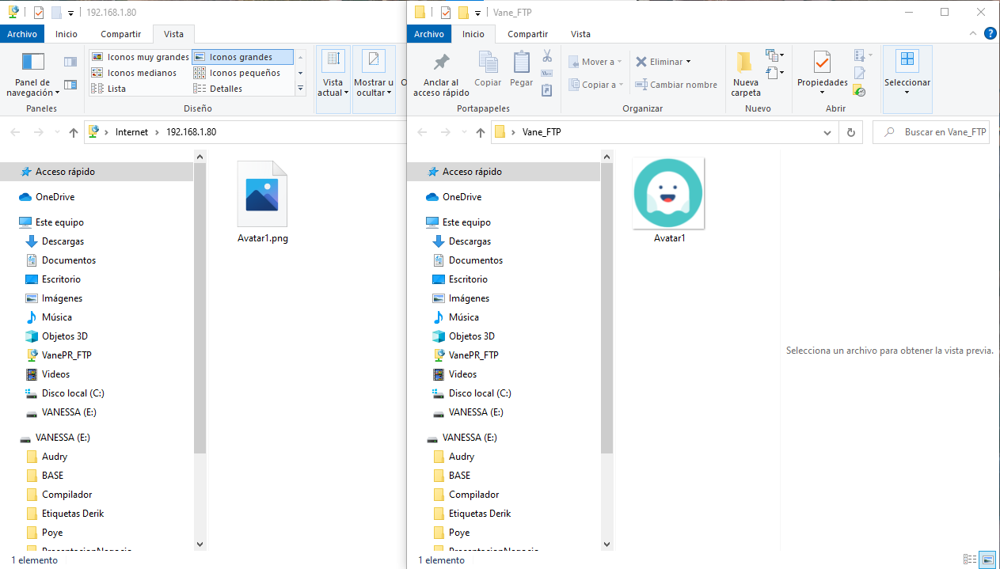 192.168.1.80
Archivo Inicio Compartir Vista
Panel de navegación
Iconos muy grandes Iconos grandes
Iconos medianos Iconos pequeños
Lista Detalles
Vista actual
Mostrar u ocultar
O
Paneles Diseño
Internet 192.168.1.80
Acceso rápido
OneDrive
Este equipo
Descargas
Documentos
Escritorio
Imágenes
Música
Objetos 3D
VanePR_FTP
Videos
Disco local (C:)
VANESSA (E:)
VANESSA (E:)
Audry
BASE
Compilador
Etiquetas Derik
Poye
PresentacionNegocio
Avatar1.png
1 elemento
Vane_FTP
Archivo Inicio Compartir Vista
Anclar al acceso rápido
Copiar
Pegar
Mover a
Copiar a
Eliminar
Cambiar nombre
Nueva carpeta
Propiedades
Seleccionar
Portapapeles Organizar Nuevo Abrir
Vane_FTP
Buscar en Vane_FTP
Acceso rápido
OneDrive
Este equipo
Descargas
Documentos
Escritorio
Imágenes
Música
Objetos 3D
VanePR_FTP
Videos
Disco local (C:)
VANESSA (E:)
VANESSA (E:)
Audry
BASE
Compilador
Etiquetas Derik
Poye
PresentacionNegocio
Avatar1
Selecciona un archivo para obtener la vista previa.
1 elemento